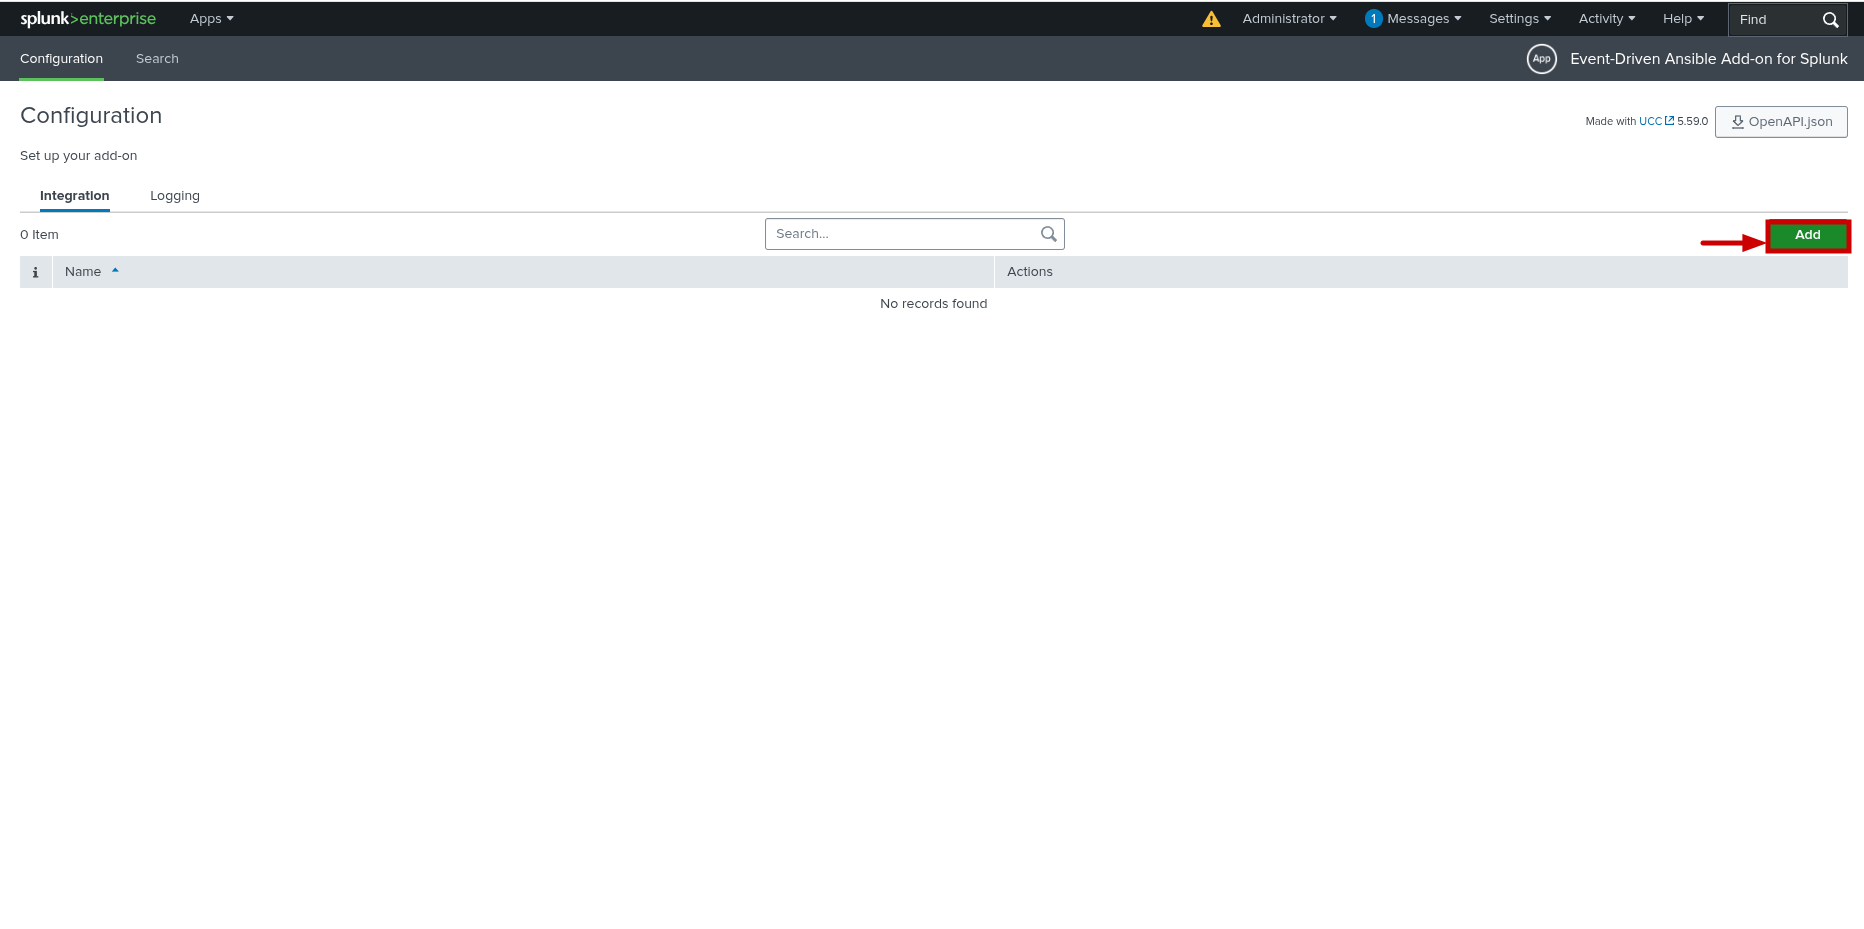 splunk>enterprise Apps Administrator 1 Messages Settings Activity Help Find
Configuration Search App Event-Driven Ansible Add-on for Splunk
Configuration
Made with UCC 5.59.0 OpenAPI.json
Set up your add-on
Integration Logging
0 Item Search... Add
i Name Actions
No records found